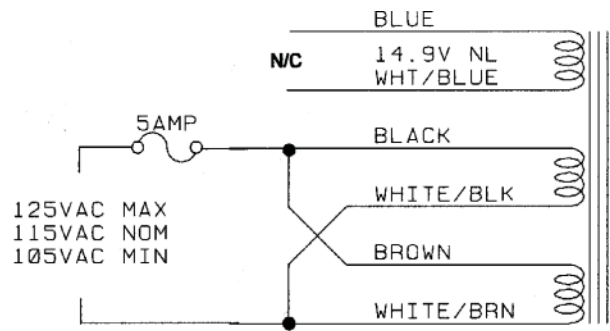 BLUE
N/C
14.9V NL
WHT/BLUE
5AMP
BLACK
WHITE/BLK
125VAC MAX
115VAC NOM
105VAC MIN
BROWN
WHITE/BRN